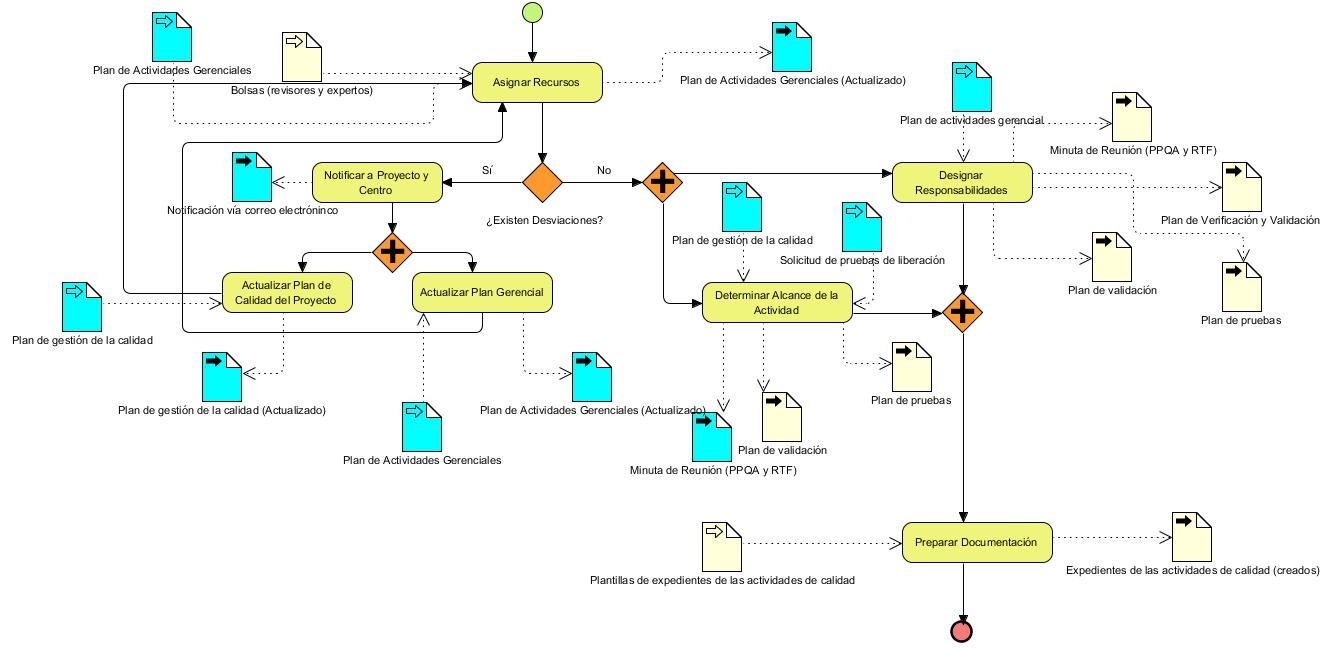 Plan de Actividades Gerenciales
Bolsas (revisores y expertos)
Asignar Recursos
Plan de Actividades Gerenciales (Actualizado)
Plan de actividades gerencial
Minuta de Reunión (PPQA y RTF)
Notificar a Proyecto y
Centro
Sí
No
¿Existen Desviaciones?
Notificación vía correo electróninco
Designar
Responsabilidades
Plan de Verificación y Validación
Plan de gestión de la calidad
Solicitud de pruebas de liberación
Plan de validación
Plan de pruebas
Actualizar Plan de
Calidad del Proyecto
Actualizar Plan Gerencial
Determinar Alcance de la
Actividad
Plan de gestión de la calidad
Plan de gestión de la calidad (Actualizado)
Plan de Actividades Gerenciales (Actualizado)
Plan de pruebas
Plan de Actividades Gerenciales
Plan de validación
Minuta de Reunión (PPQA y RTF)
Preparar Documentación
Plantillas de expedientes de las actividades de calidad
Expedientes de las actividades de calidad (creados)